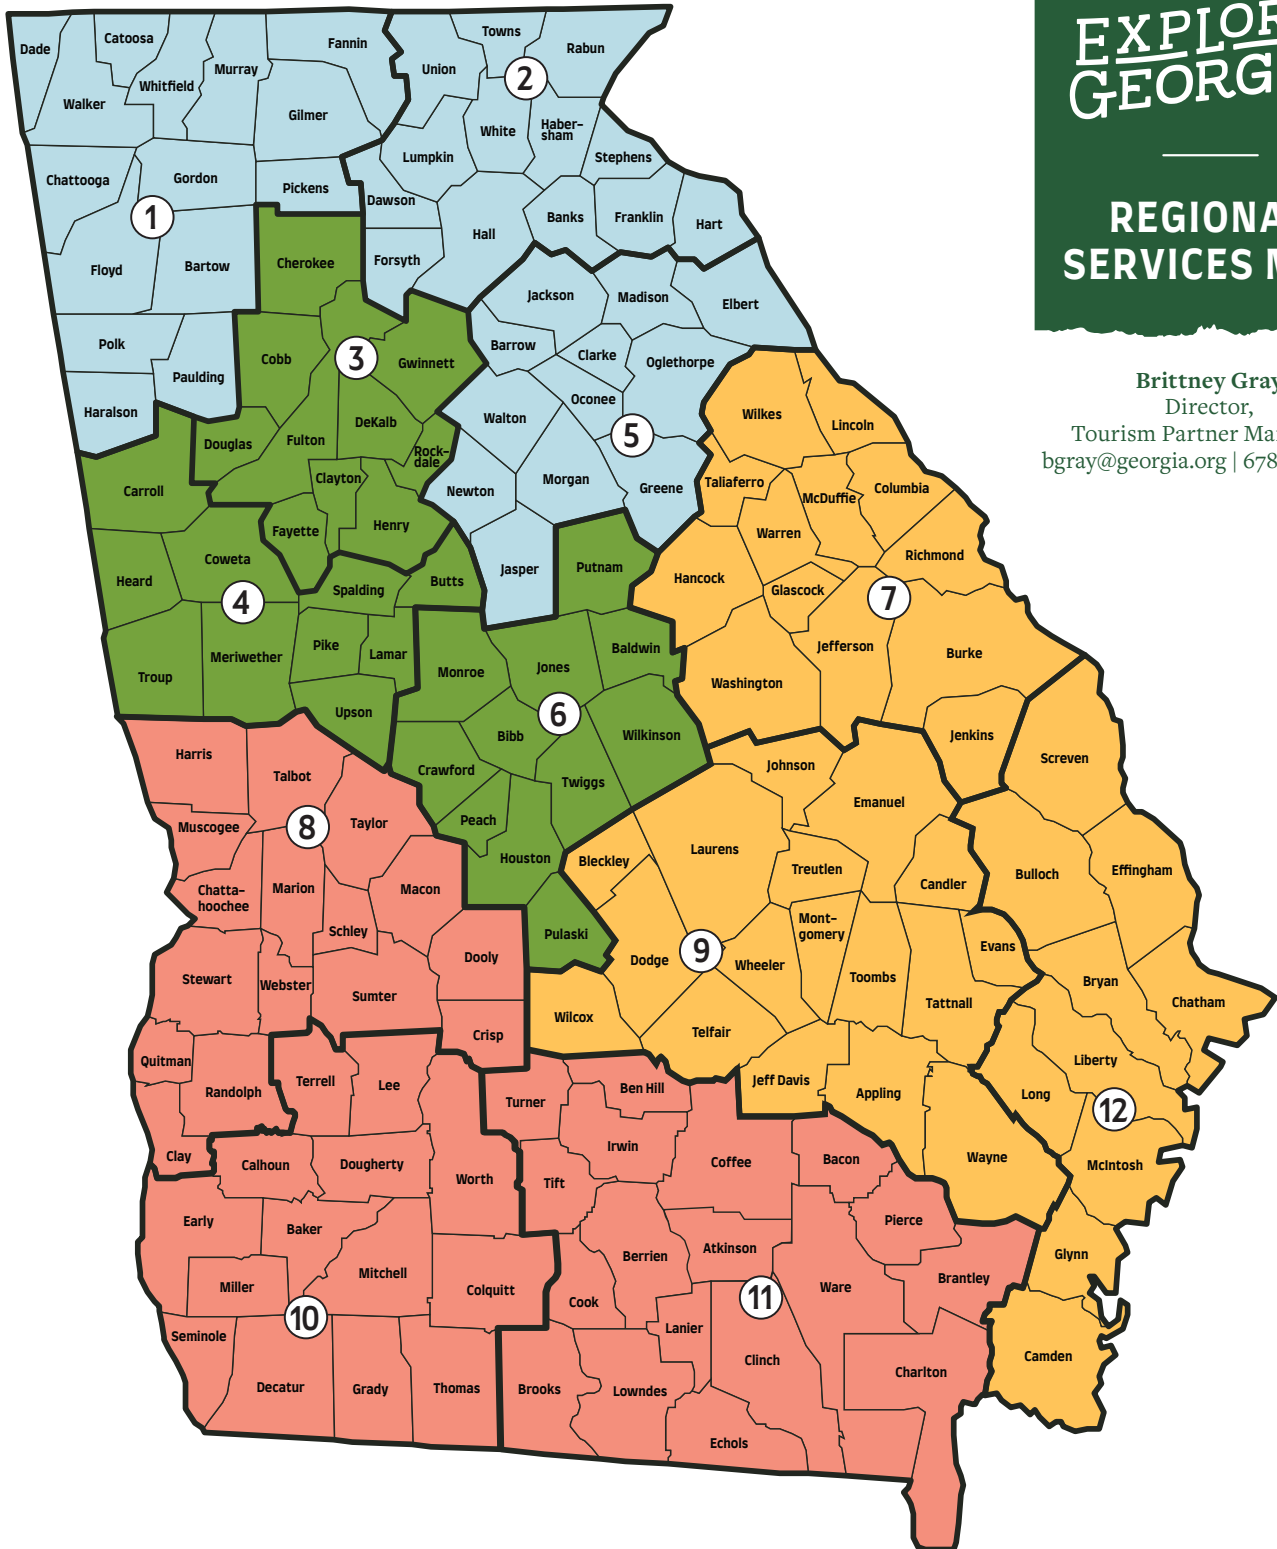 Dade
Catoosa
Fannin
Towns
Rabun
Union
Murray
Whitfield
Walker
2
Gilmer
White
Haber-
sham
Lumpkin
Stephens
Chattooga
Gordon
Pickens
Dawson
1
Banks
Franklin
Hart
Hall
Cherokee
Forsyth
Floyd
Bartow
Jackson
Madison
Elbert
Polk
Barrow
Clarke
Cobb
3
Gwinnett
Oglethorpe
Paulding
Oconee
Haralson
Walton
Wilkes
Lincoln
DeKalb
Douglas
Fulton
5
Rock-
dale
Clayton
Morgan
Taliaferro
Carroll
Newton
Greene
Columbia
McDuffie
Henry
Fayette
Warren
Richmond
Coweta
Jasper
Putnam
Hancock
Heard
Butts
Spalding
Glascock
4
7
Pike
Lamar
Baldwin
Jefferson
Burke
Meriwether
Monroe
Jones
Troup
Washington
Upson
6
Bibb
Wilkinson
Jenkins
Harris
Screven
Johnson
Talbot
Crawford
Twiggs
Emanuel
Muscogee
8
Taylor
Peach
Laurens
Houston
Bleckley
Treutlen
Bulloch
Effingham
Candler
Chatta-
hoochee
Marion
Macon
Schley
Pulaski
Mont-
gomery
Evans
Dooly
Dodge
9
Wheeler
Toombs
Stewart
Webster
Sumter
Bryan
Tattnall
Chatham
Wilcox
Crisp
Telfair
Quitman
Liberty
Terrell
Lee
Randolph
Ben Hill
Jeff Davis
Appling
Long
Turner
12
Irwin
Clay
Calhoun
Dougherty
Coffee
Bacon
Wayne
McIntosh
Worth
Tift
Early
Baker
Pierce
Berrien
Atkinson
Glynn
Miller
Mitchell
Colquitt
Ware
Brantley
Cook
11
10
Seminole
Lanier
Clinch
Camden
Charlton
Decatur
Grady
Thomas
Brooks
Lowndes
Echols
GEORG
REGIONA
SERVICES
Brittney Gray
Director,
Tourism Partner Ma
bgray@georgia.org | 678